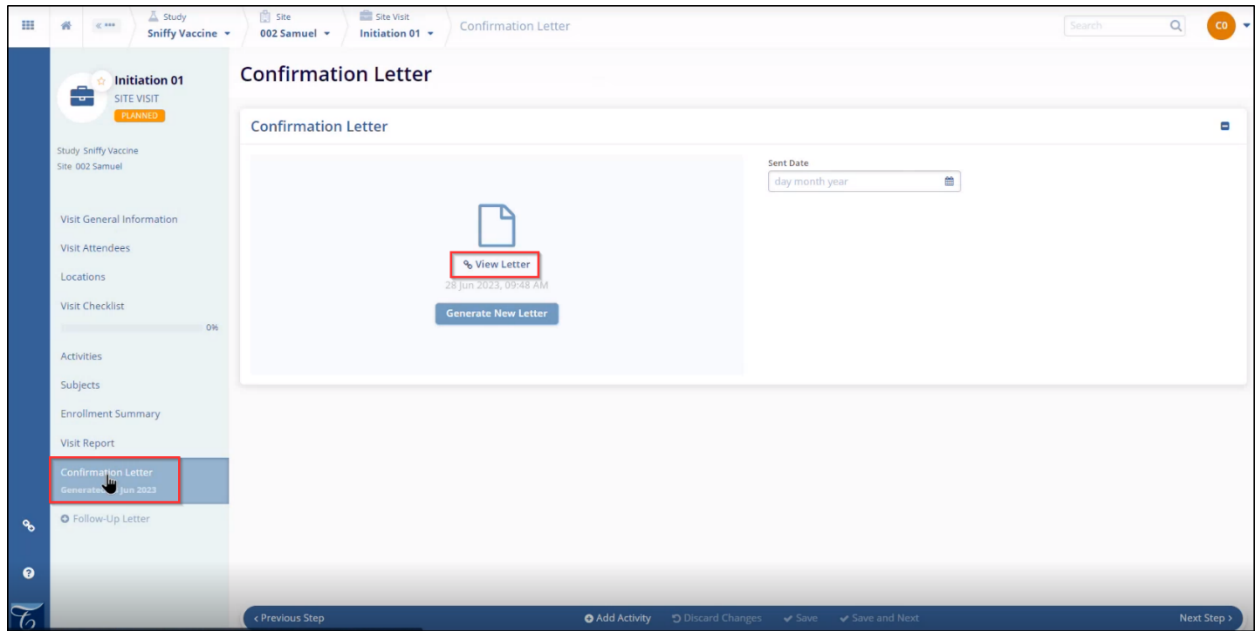 Study
Sniffy Vaccine
Site
002 Samuel
Site Visit
Initiation 01
Confirmation Letter
Search
CO
Initiation 01
SITE VISIT
PLANNED
Study Sniffy Vaccine
Site 002 Samuel
Visit General Information
Visit Attendees
Locations
Visit Checklist
0%
Activities
Subjects
Enrollment Summary
Visit Report
Confirmation Letter
Jun 2023
Follow-Up Letter
Confirmation Letter
Confirmation Letter
View Letter
28 Jun 2023, 09:48 AM
Generate New Letter
Sent Date
day month year
< Previous Step
Add Activity
Discard Changes
Save
Save and Next
Next Step >